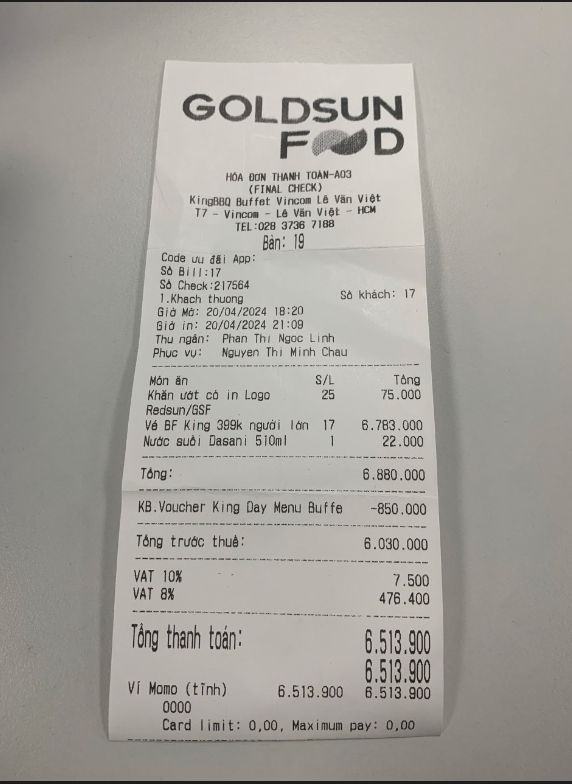 GOLDSUN
FOOD
HÓA ĐƠN THANH TOÁN-A03
(FINAL CHECK)
KingBBQ Buffet Vincom Lê Văn Việt
T7 - Vincom - Lê Văn Việt - HCM
TEL:028 3736 7188
Bàn: 19
Code ưu đãi App:
Số Bill:17
Số Check:217564
1.Khach thuong Số khách: 17
Giờ Mở: 20/04/2024 18:20
Giờ in: 20/04/2024 21:09
Thu ngân: Phan Thi Ngoc Linh
Phục vụ: Nguyen Thi Minh Chau
Món ăn S/L Tổng
Khăn ướt có in Logo 25 75.000
Redsun/GSF
Vé BF King 399k người lớn 17 6.783.000
Nước suối Dasani 510ml 1 22.000
Tổng: 6.880.000
KB.Voucher King Day Menu Buffe -850.000
Tổng trước thuế: 6.030.000
VAT 10% 7.500
VAT 8% 476.400
Tổng thanh toán: 6.513.900
6.513.900
Ví Momo (tĩnh) 6.513.900 6.513.900
0000
Card limit: 0,00, Maximum pay: 0,00